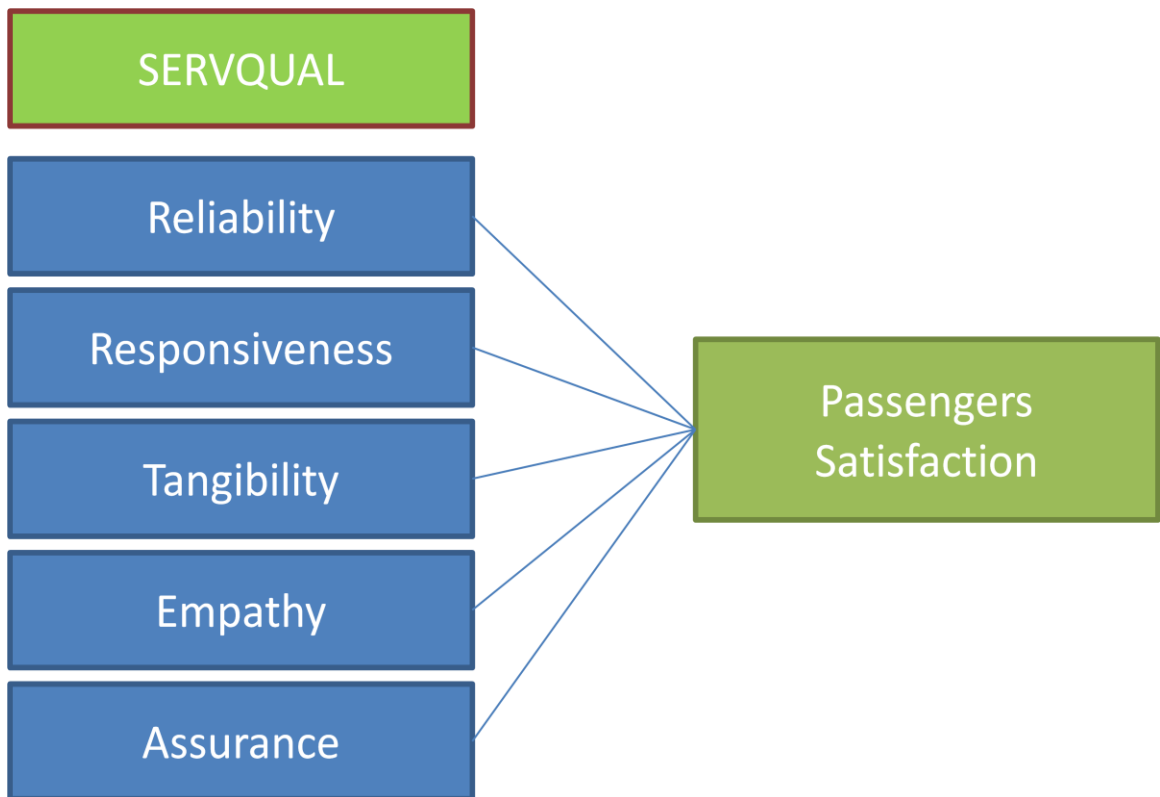 SERVQUAL
Reliability
Responsiveness
Tangibility
Empathy
Assurance
Passengers
Satisfaction